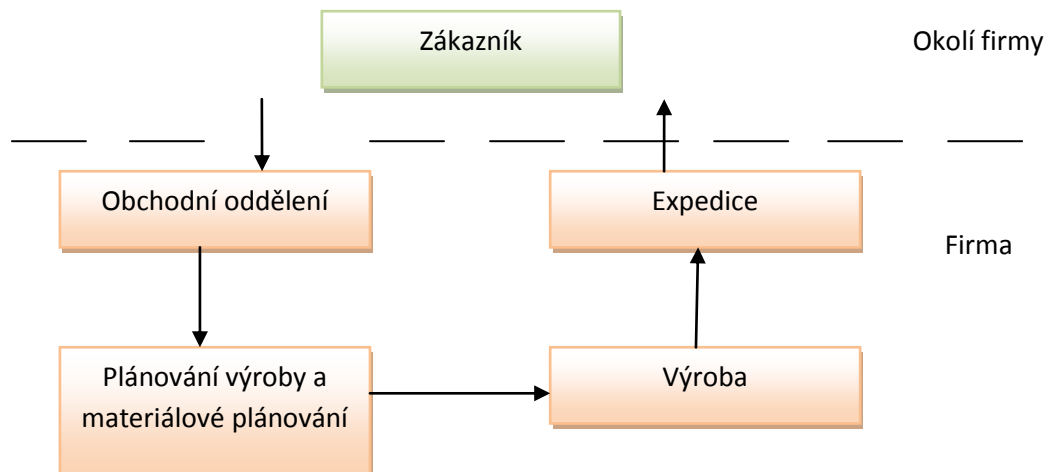 Zákazník
Okolí firmy
Obchodní oddělení
Expedice
Firma
Plánování výroby a
materiálové plánování
Výroba